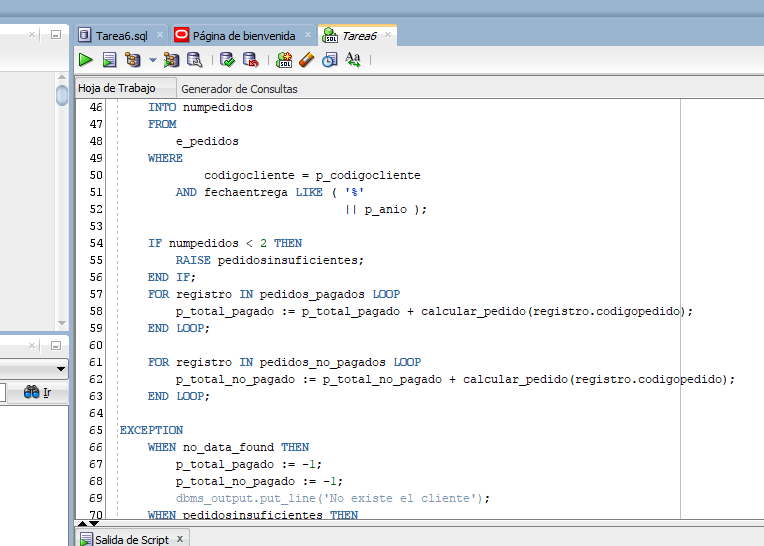 Tarea6.sql Página de bienvenida Tarea6
SQL SQL Aa
Hoja de Trabajo Generador de Consultas
46 INTO numpedidos
47 FROM
48 e_pedidos
49 WHERE
50 codigocliente = p_codigocliente
51 AND fechaentrega LIKE ( '%'
52 || p_anio );
53
54 IF numpedidos < 2 THEN
55 RAISE pedidosinsuficientes;
56 END IF;
57 FOR registro IN pedidos_pagados LOOP
58 p_total_pagado := p_total_pagado + calcular_pedido(registro.codigopedido);
59 END LOOP;
60
61 FOR registro IN pedidos_no_pagados LOOP
62 p_total_no_pagado := p_total_no_pagado + calcular_pedido(registro.codigopedido);
63 END LOOP;
64
65 EXCEPTION
66 WHEN no_data_found THEN
67 p_total_pagado := -1;
68 p_total_no_pagado := -1;
69 dbms_output.put_line('No existe el cliente');
70 WHEN pedidosinsuficientes THEN
Ir
Salida de Script x